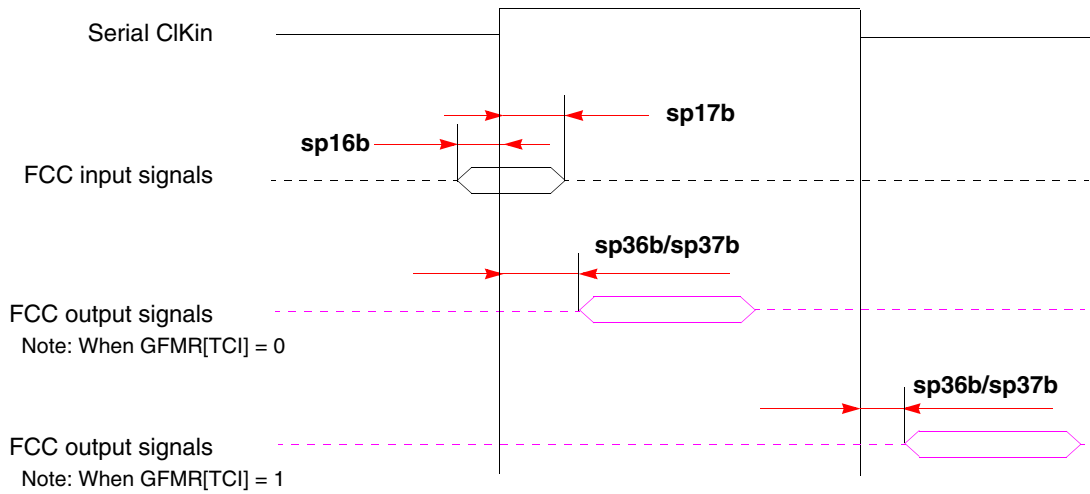 Serial ClKin
sp17b
sp16b
FCC input signals
sp36b/sp37b
FCC output signals
Note: When GFMR[TCI] = 0
sp36b/sp37b
FCC output signals
Note: When GFMR[TCI] = 1